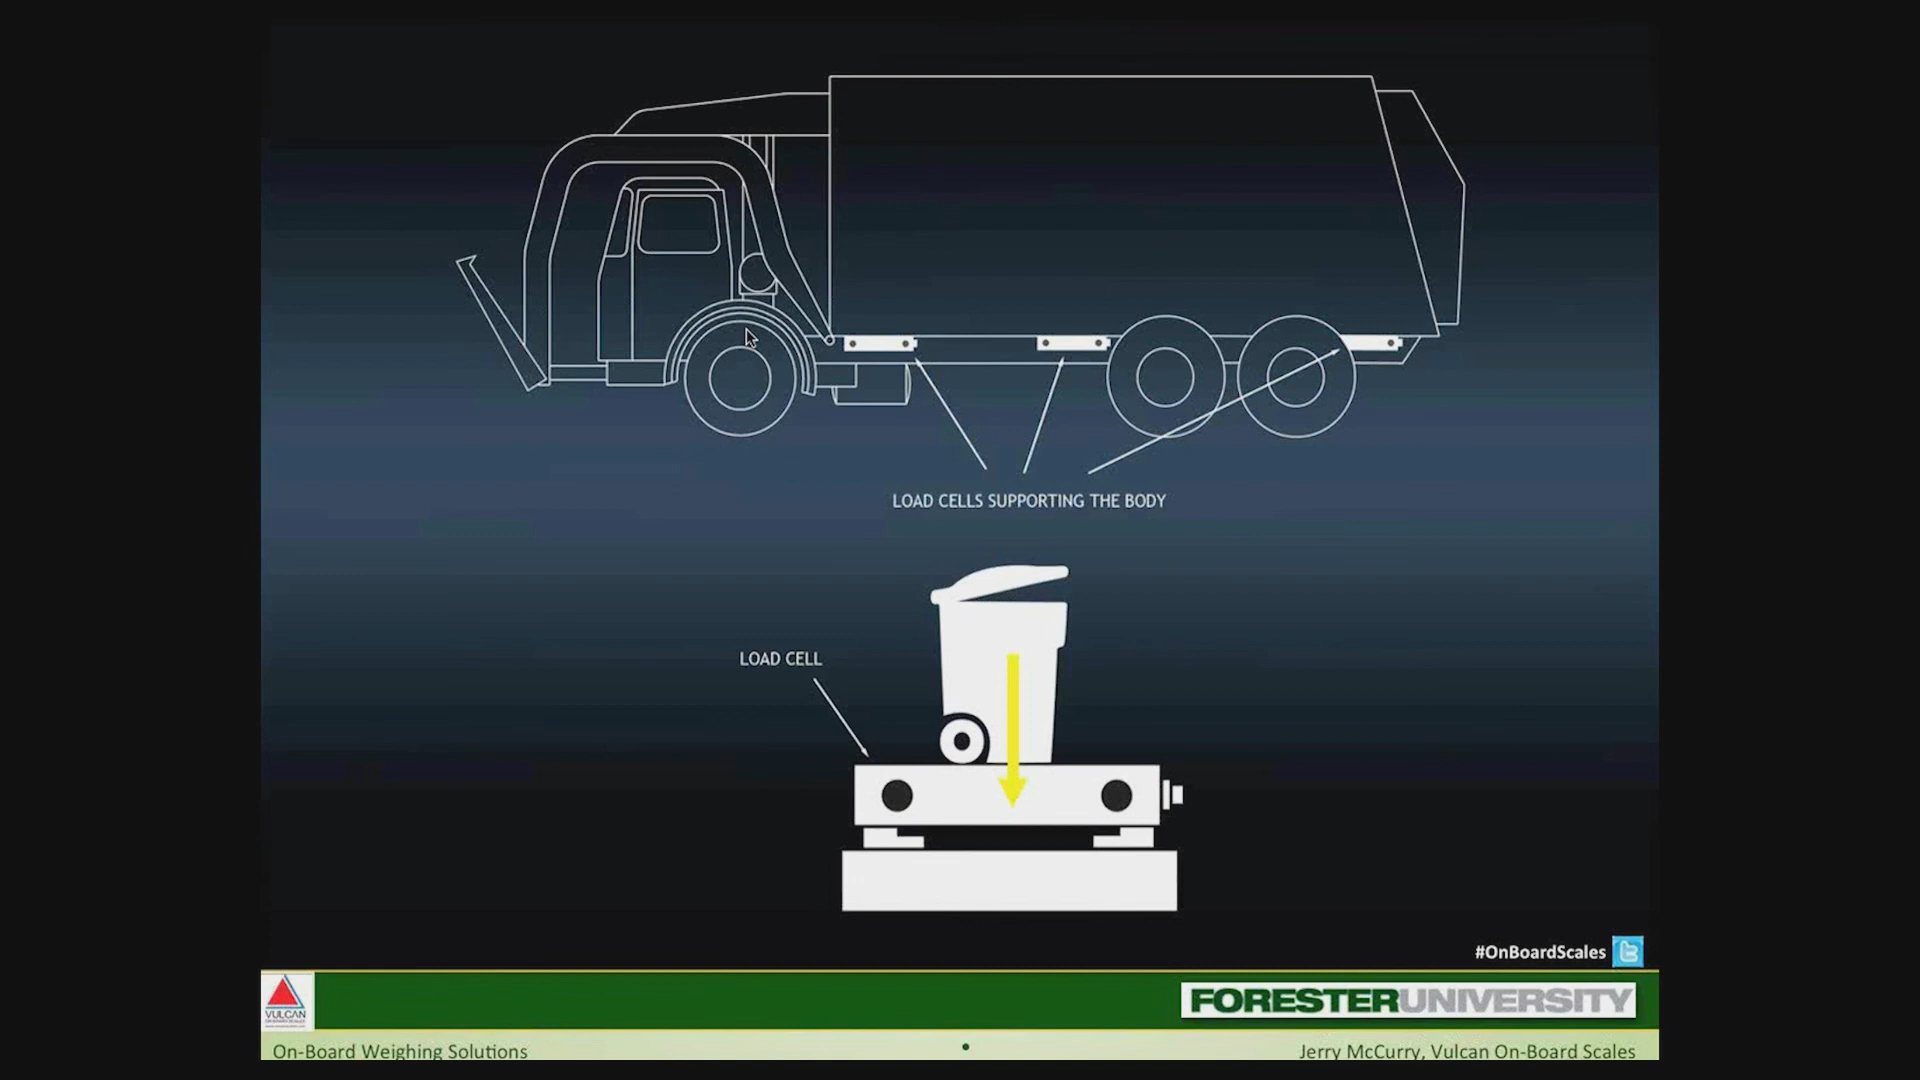 LOAD CELLS SUPPORTING THE BODY
LOAD CELL
#OnBoardScales
VULCAN
FORESTERUNIVERSITY
On-Board Weighing Solutions
Jerry McCurry, Vulcan On-Board Scales